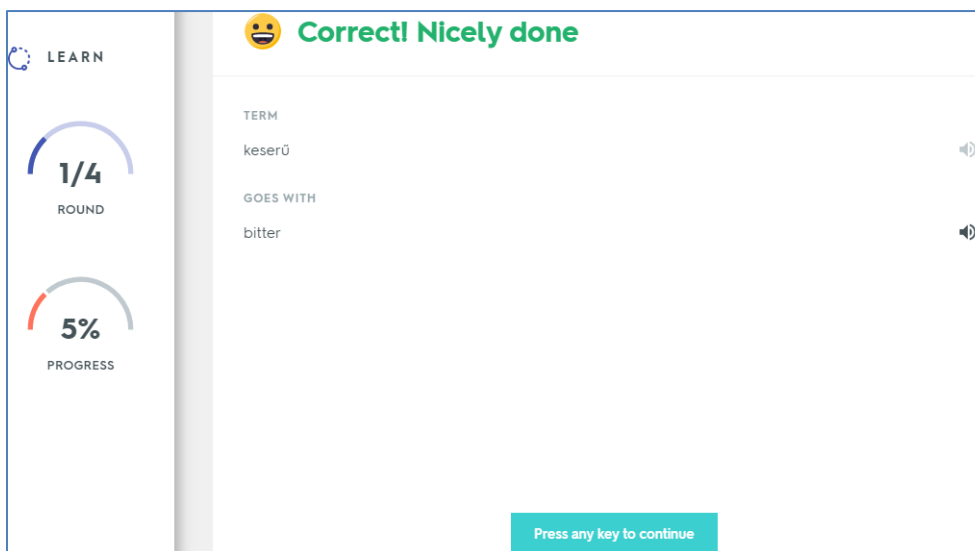 Correct! Nicely done
LEARN
1/4
ROUND
5%
PROGRESS
TERM
keserű
GOES WITH
bitter
Press any key to continue